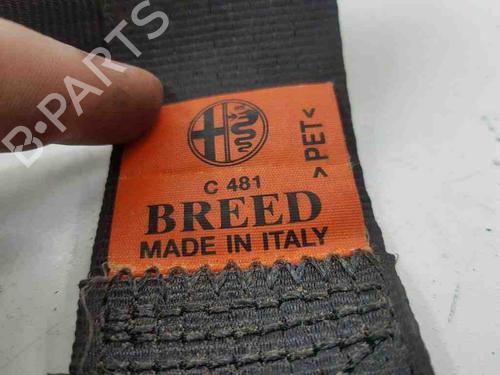 B-PARTS
C 481
BREED
MADE IN ITALY
>PET<